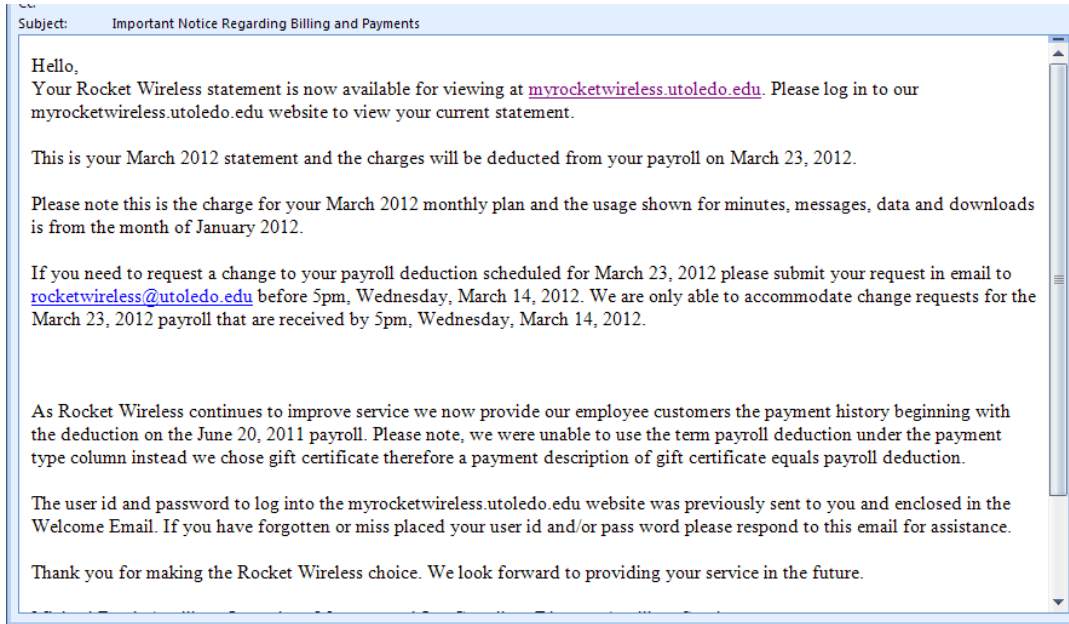 Subject: Important Notice Regarding Billing and Payments
Hello,
Your Rocket Wireless statement is now available for viewing at myrocketwireless.utoledo.edu. Please log in to our
myrocketwireless.utoledo.edu website to view your current statement.
This is your March 2012 statement and the charges will be deducted from your payroll on March 23, 2012.
Please note this is the charge for your March 2012 monthly plan and the usage shown for minutes, messages, data and downloads
is from the month of January 2012.
If you need to request a change to your payroll deduction scheduled for March 23, 2012 please submit your request in email to
rocketwireless@utoledo.edu before 5pm, Wednesday, March 14, 2012. We are only able to accommodate change requests for the
March 23, 2012 payroll that are received by 5pm, Wednesday, March 14, 2012.
As Rocket Wireless continues to improve service we now provide our employee customers the payment history beginning with
the deduction on the June 20, 2011 payroll. Please note, we were unable to use the term payroll deduction under the payment
type column instead we chose gift certificate therefore a payment description of gift certificate equals payroll deduction.
The user id and password to log into the myrocketwireless.utoledo.edu website was previously sent to you and enclosed in the
Welcome Email. If you have forgotten or miss placed your user id and/or pass word please respond to this email for assistance.
Thank you for making the Rocket Wireless choice. We look forward to providing your service in the future.